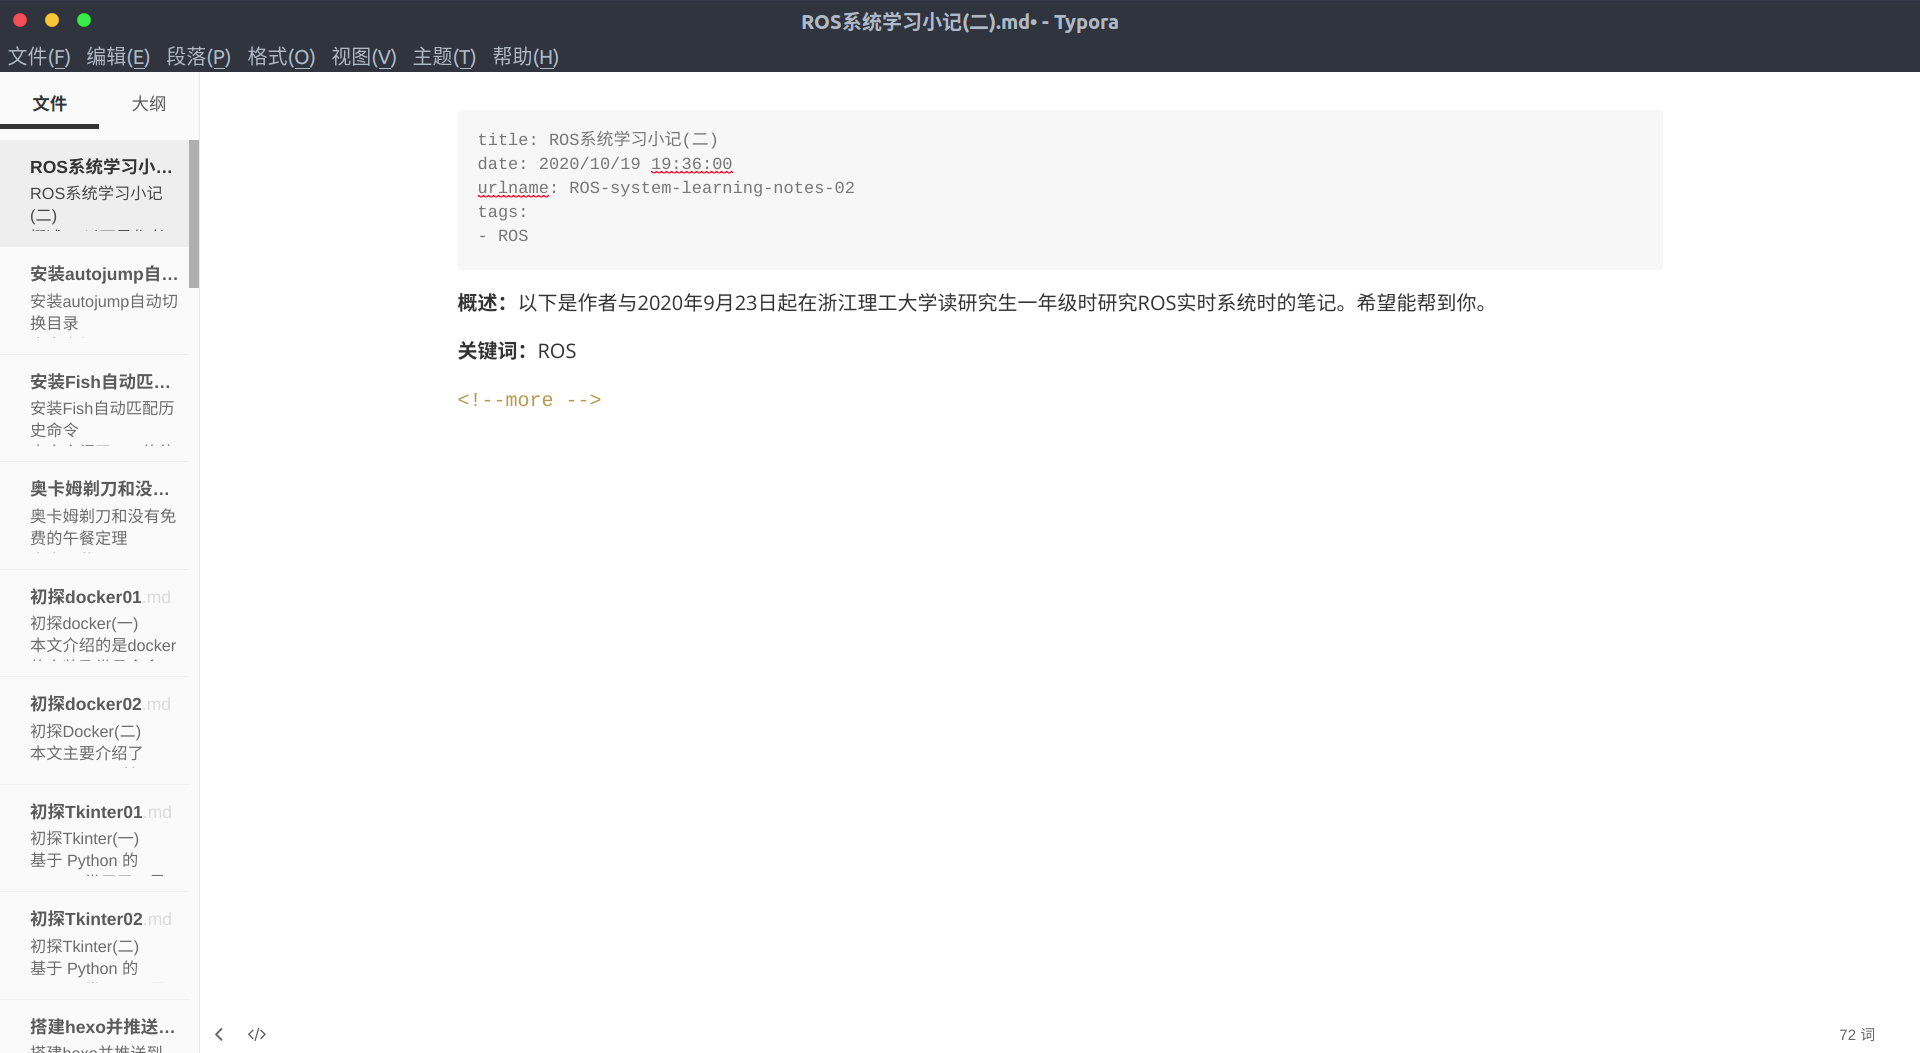 ROS系统学习小记(二).md• - Typora
文件(F) 编辑(E) 段落(P) 格式(O) 视图(V) 主题(T) 帮助(H)
文件 大纲
ROS系统学习小...
ROS系统学习小记
(二)
安装autojump自...
安装autojump自动切
换目录
安装Fish自动匹...
安装Fish自动匹配历
史命令
奥卡姆剃刀和没...
奥卡姆剃刀和没有免
费的午餐定理
初探docker01.md
初探docker(一)
本文介绍的是docker
初探docker02.md
初探Docker(二)
本文主要介绍了
初探Tkinter01.md
初探Tkinter(一)
基于 Python 的
初探Tkinter02.md
初探Tkinter(二)
基于 Python 的
搭建hexo并推送...
搭建hexo并推送到
title: ROS系统学习小记(二)
date: 2020/10/19 19:36:00
urlname: ROS-system-learning-notes-02
tags:
- ROS
概述：以下是作者与2020年9月23日起在浙江理工大学读研究生一年级时研究ROS实时系统时的笔记。希望能帮到你。
关键词：ROS
<!--more -->
</> 72 词